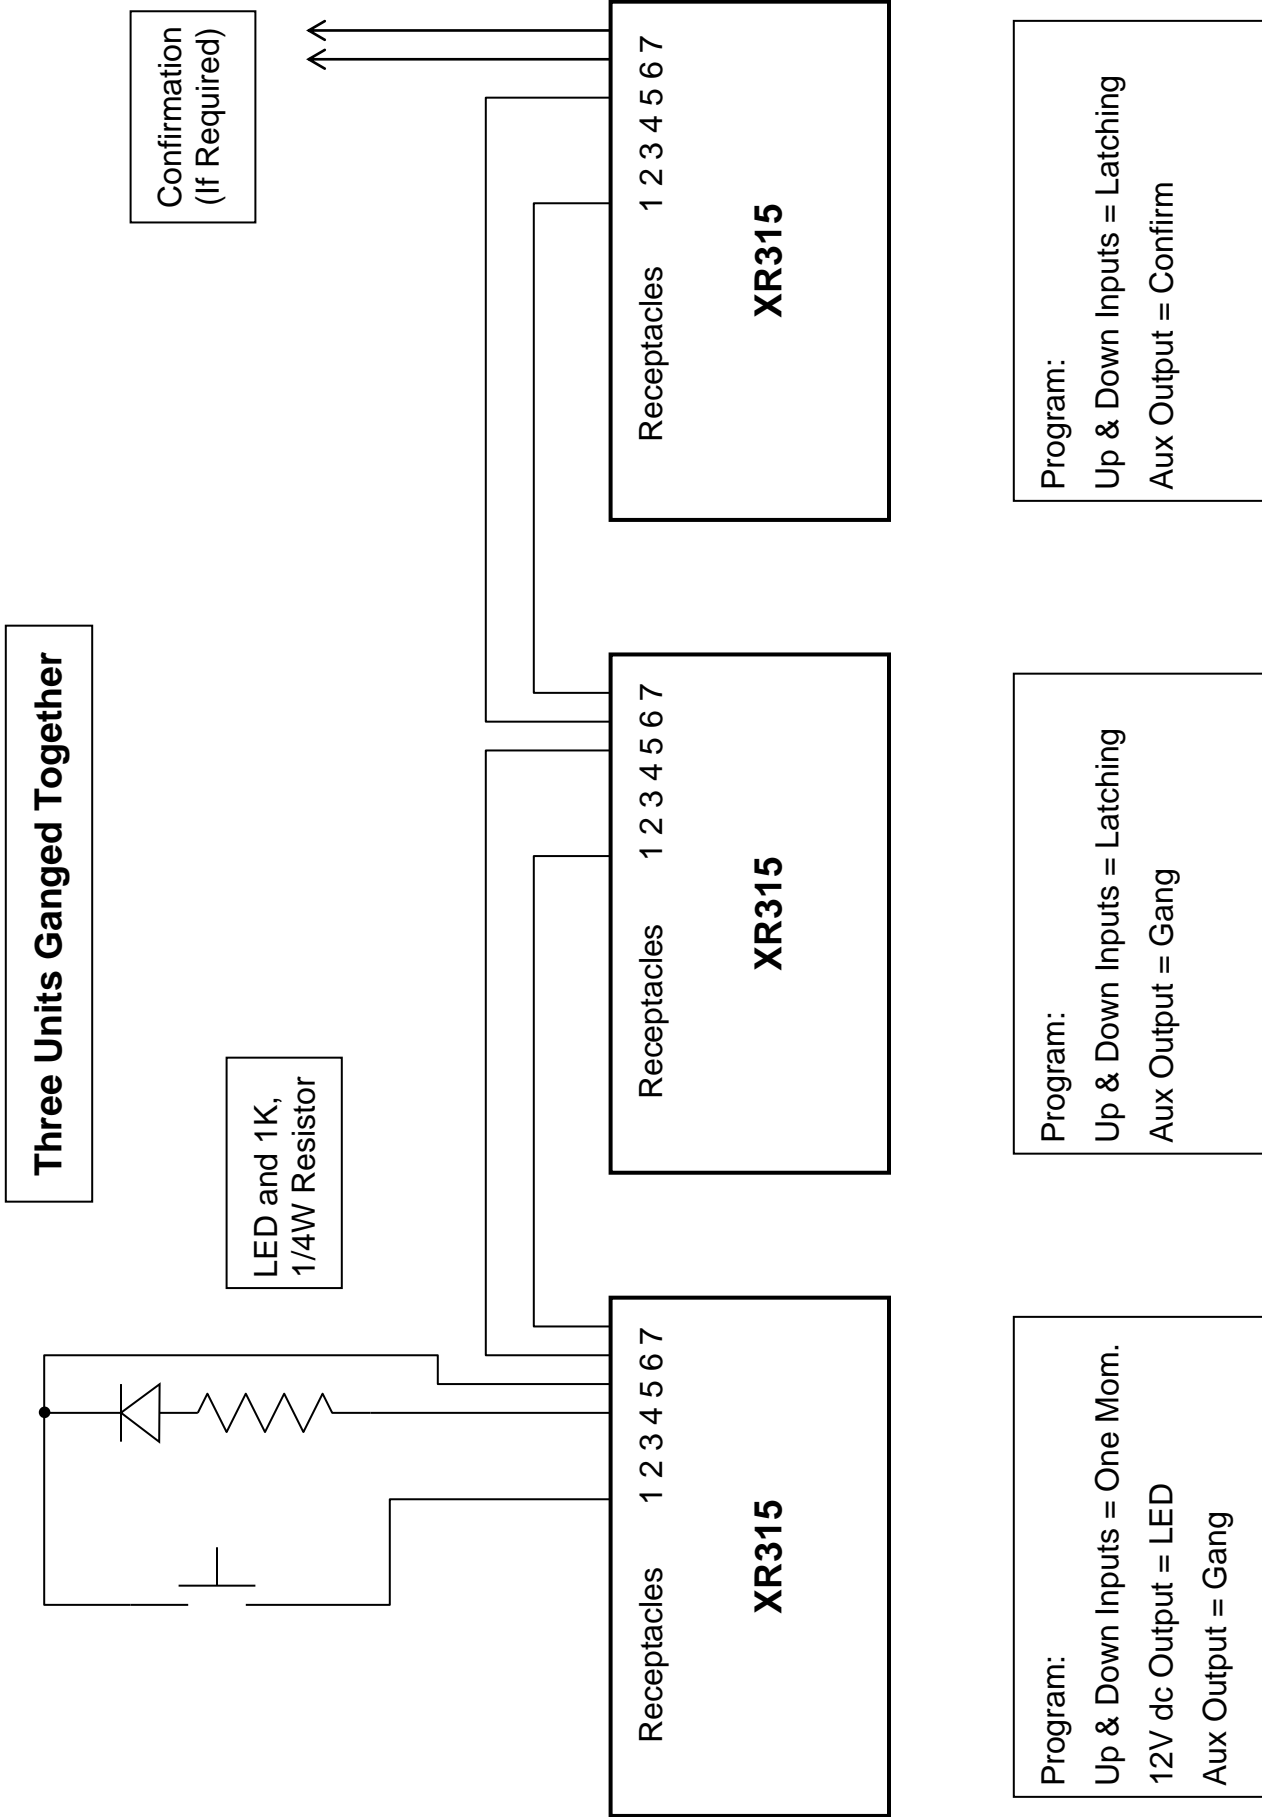 Three Units Ganged Together
LED and 1K,
1/4W Resistor
Confirmation
(If Required)
Receptacles 1 2 3 4 5 6 7
XR315
Receptacles 1 2 3 4 5 6 7
XR315
Receptacles 1 2 3 4 5 6 7
XR315
Program:
Up & Down Inputs = One Mom.
12V dc Output = LED
Aux Output = Gang
Program:
Up & Down Inputs = Latching
Aux Output = Gang
Program:
Up & Down Inputs = Latching
Aux Output = Confirm